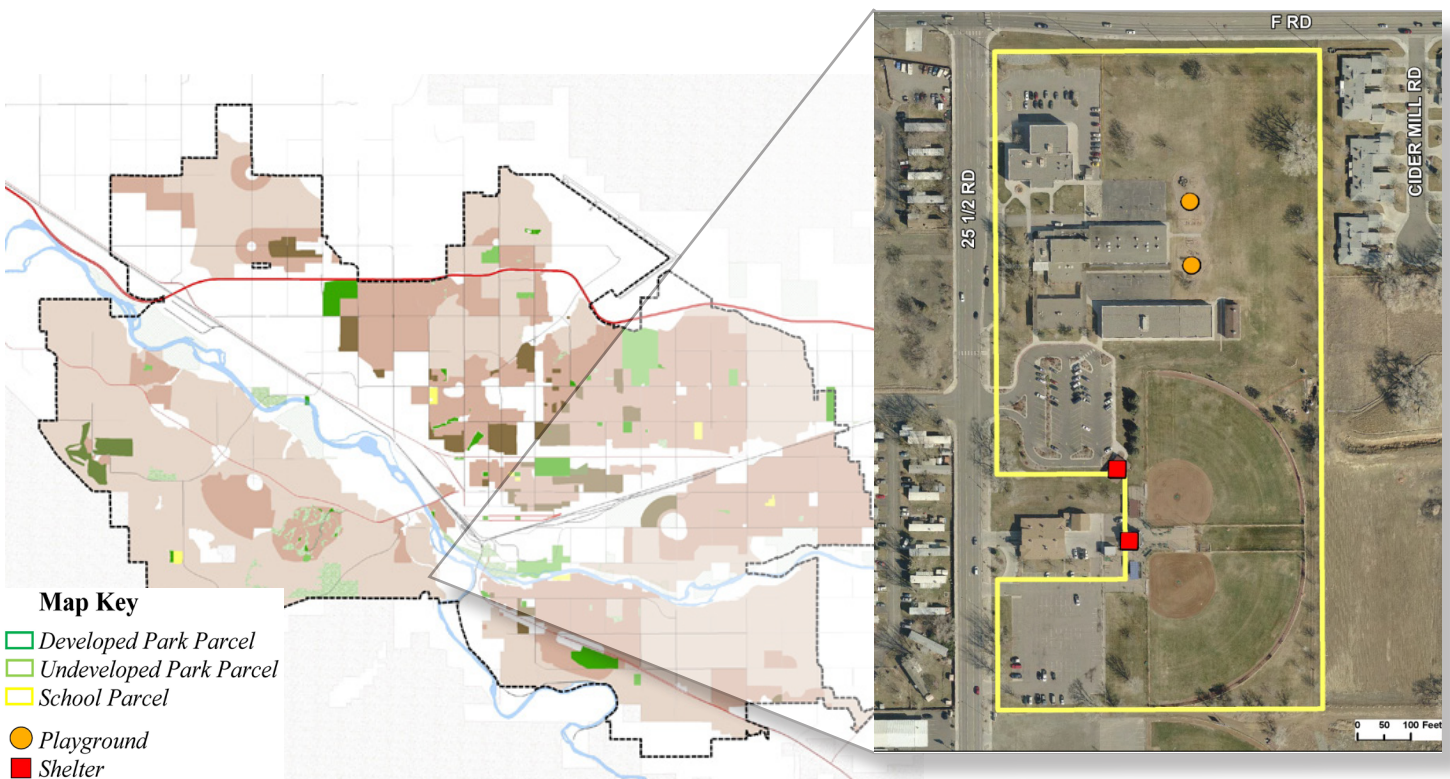 F RD
25 1/2 RD
CIDER MILL RD
Map Key
Developed Park Parcel
Undeveloped Park Parcel
School Parcel
Playground
Shelter
0 50 100 Feet